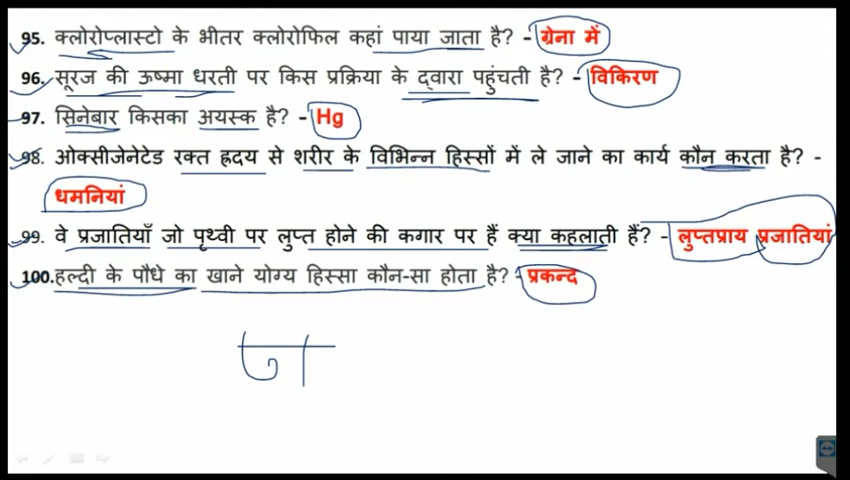 95. क्लोरोप्लास्टो के भीतर क्लोरोफिल कहां पाया जाता है? - ग्रेना में
96. सूरज की ऊष्मा धरती पर किस प्रक्रिया के द्वारा पहुंचती है? - विकिरण
97. सिनेबार किसका अयस्क है? - Hg
98. ओक्सीजेनेटेड रक्त ह्रदय से शरीर के विभिन्न हिस्सों में ले जाने का कार्य कौन करता है? -
धमनियां
99. वे प्रजातियाँ जो पृथ्वी पर लुप्त होने की कगार पर हैं क्या कहलाती हैं? - लुप्तप्राय प्रजातियां
100. हल्दी के पौधे का खाने योग्य हिस्सा कौन-सा होता है? - प्रकन्द